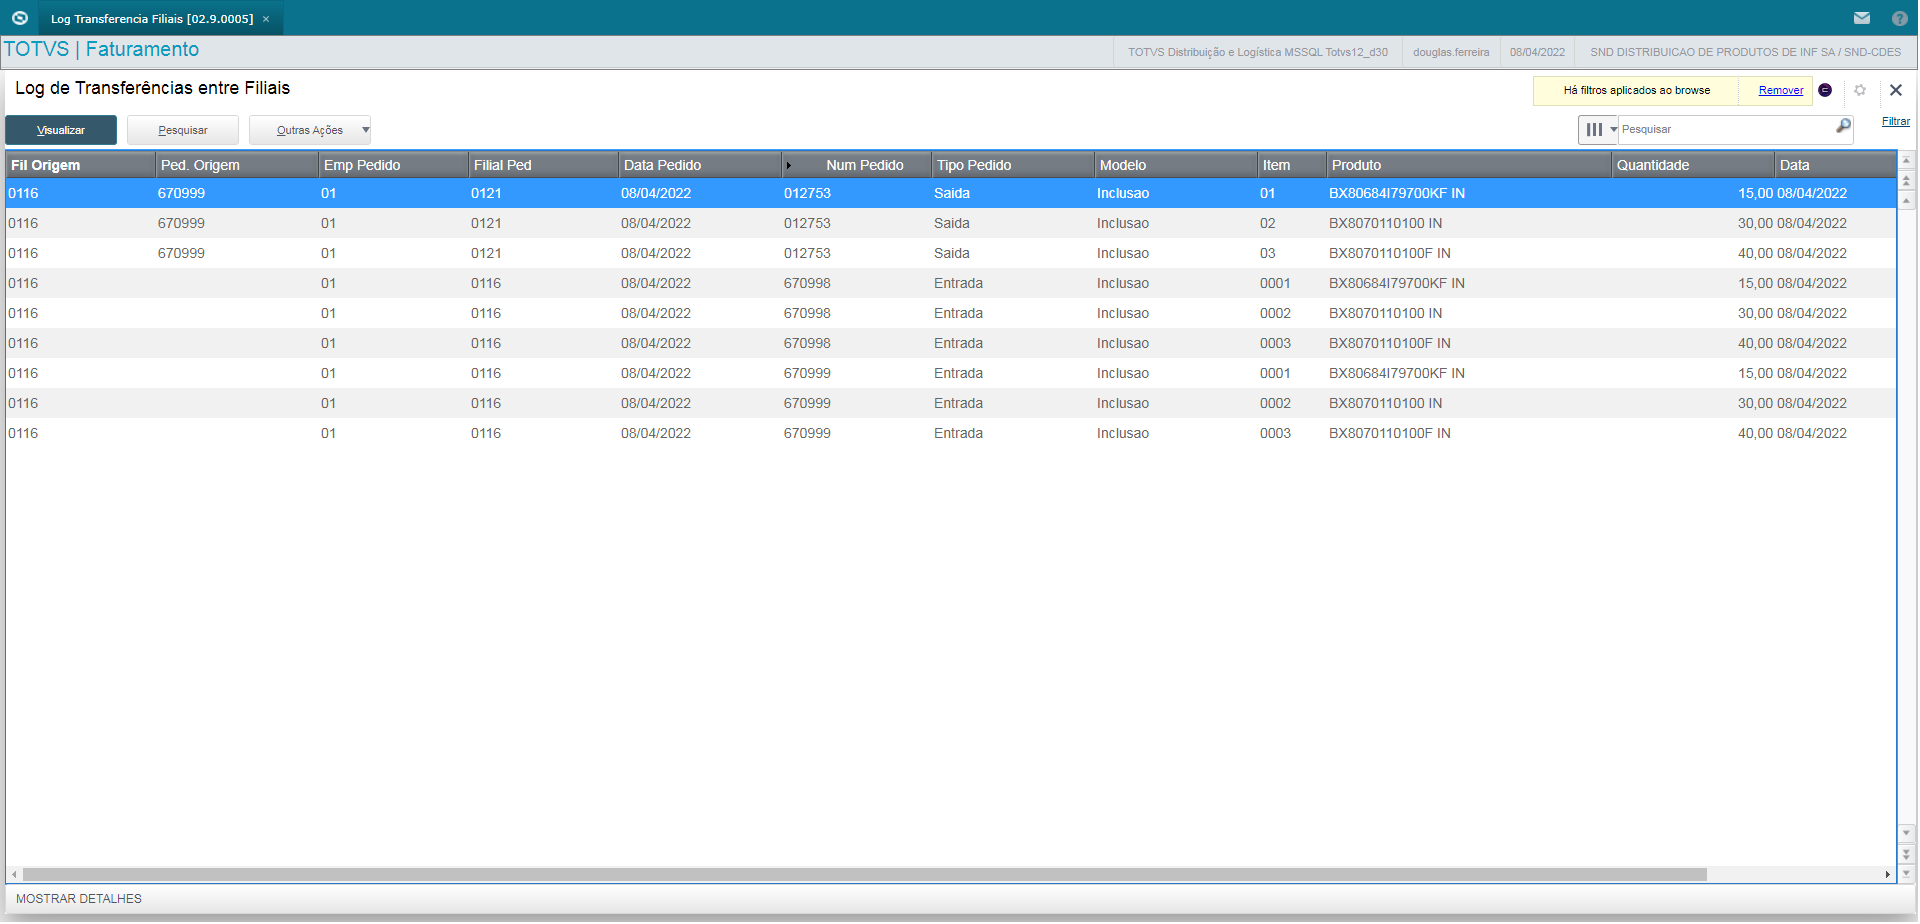 Log Transferencia Filiais [02.9.0005] ×
TOTVS | Faturamento
TOTVS Distribuição e Logística MSSQL Totvs12_d30 douglas.ferreira 08/04/2022 SND DISTRIBUICAO DE PRODUTOS DE INF SA / SND-CDES
Log de Transferências entre Filiais
Há filtros aplicados ao browse Remover
Visualizar Pesquisar Outras Ações Pesquisar Filtrar
Fil Origem Ped. Origem Emp Pedido Filial Ped Data Pedido Num Pedido Tipo Pedido Modelo Item Produto Quantidade Data
0116 670999 01 0121 08/04/2022 012753 Saida Inclusao 01 BX80684I79700KF IN 15,00 08/04/2022
0116 670999 01 0121 08/04/2022 012753 Saida Inclusao 02 BX8070110100 IN 30,00 08/04/2022
0116 670999 01 0121 08/04/2022 012753 Saida Inclusao 03 BX8070110100F IN 40,00 08/04/2022
0116 01 0116 08/04/2022 670998 Entrada Inclusao 0001 BX80684I79700KF IN 15,00 08/04/2022
0116 01 0116 08/04/2022 670998 Entrada Inclusao 0002 BX8070110100 IN 30,00 08/04/2022
0116 01 0116 08/04/2022 670998 Entrada Inclusao 0003 BX8070110100F IN 40,00 08/04/2022
0116 01 0116 08/04/2022 670999 Entrada Inclusao 0001 BX80684I79700KF IN 15,00 08/04/2022
0116 01 0116 08/04/2022 670999 Entrada Inclusao 0002 BX8070110100 IN 30,00 08/04/2022
0116 01 0116 08/04/2022 670999 Entrada Inclusao 0003 BX8070110100F IN 40,00 08/04/2022
MOSTRAR DETALHES